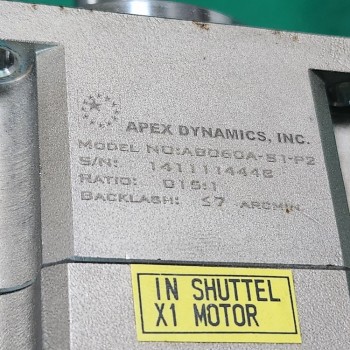 APEX DYNAMICS, INC.
MODEL NO:AB060A-S1-P2
S/N: 1411114446
RATIO: 015:1
BACKLASH: ≤7 ARCMIN
IN SHUTTEL
X1 MOTOR